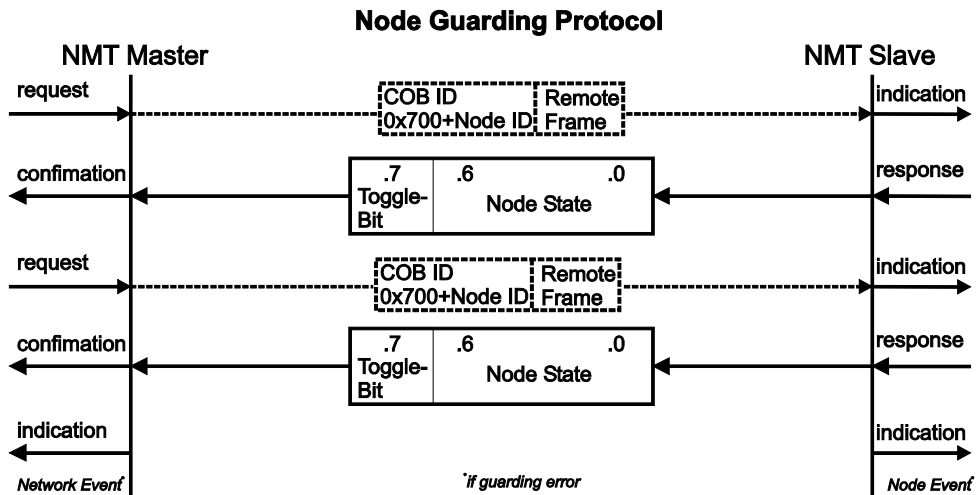 Node Guarding Protocol
NMT Master
NMT Slave
request
COB ID
0x700+Node ID
Remote
Frame
indication
confimation
.7
.6
.0
Toggle-
Bit
Node State
response
request
COB ID
0x700+Node ID
Remote
Frame
indication
confimation
.7
.6
.0
Toggle-
Bit
Node State
response
indication
indication
Network Event*
*if guarding error
Node Event*